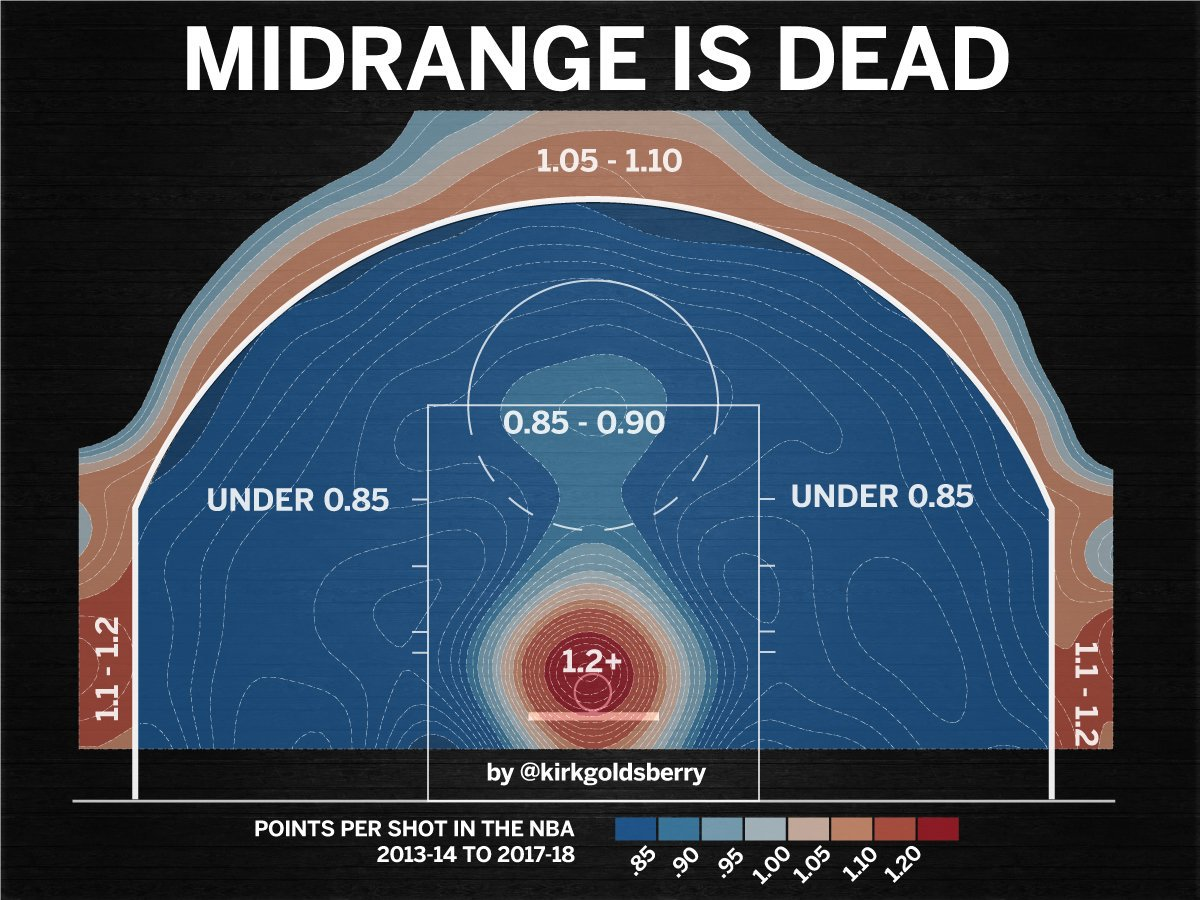 MIDRANGE IS DEAD
1.05 - 1.10
0.85 - 0.90
UNDER 0.85
UNDER 0.85
1.2+
1.1 - 1.2
1.1 - 1.2
by @kirkgoldsberry
POINTS PER SHOT IN THE NBA
2013-14 TO 2017-18
.85 .90 .95 1.00 1.05 1.10 1.20